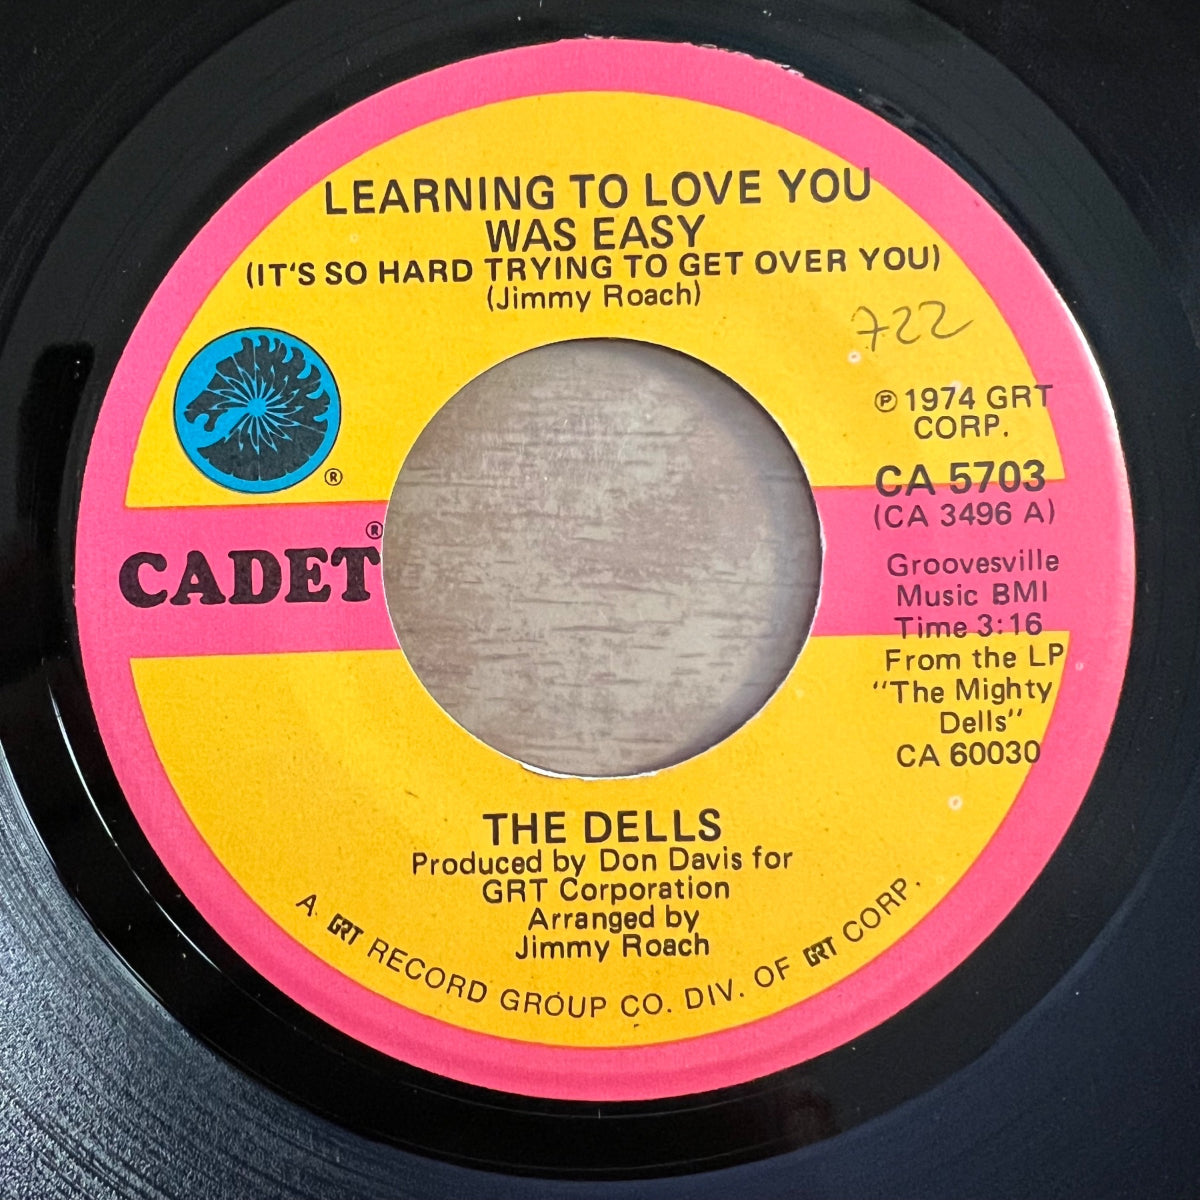 LEARNING TO LOVE YOU
WAS EASY
(IT'S SO HARD TRYING TO GET OVER YOU)
(Jimmy Roach)
722
®
CADET®
℗ 1974 GRT
CORP.
CA 5703
(CA 3496 A)
Groovesville
Music BMI
Time 3:16
From the LP
"The Mighty
Dells"
CA 60030
THE DELLS
Produced by Don Davis for
GRT Corporation
Arranged by
Jimmy Roach
A GRT RECORD GROUP CO. DIV. OF GRT CORP.